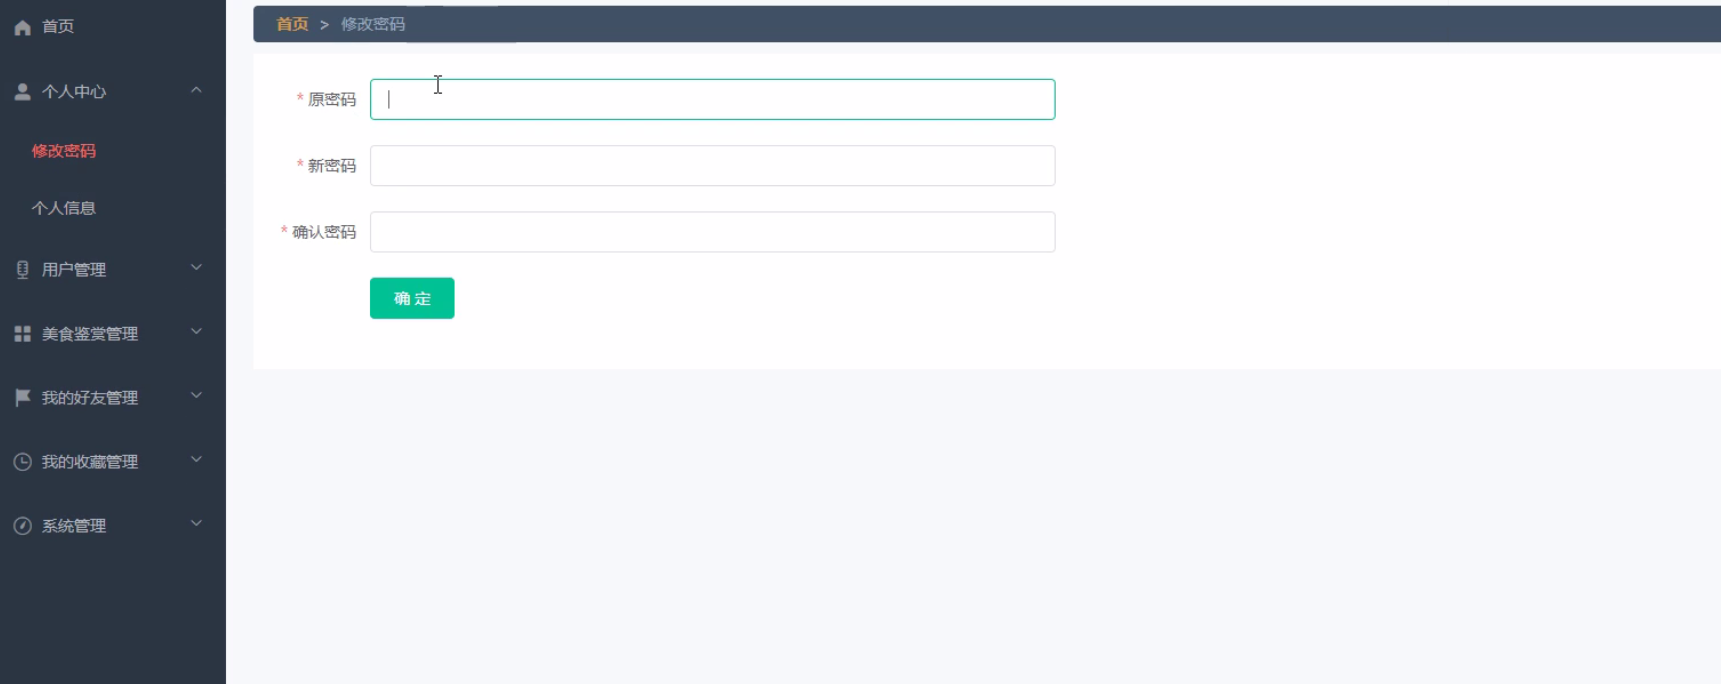 首页
个人中心
修改密码
个人信息
用户管理
美食鉴赏管理
我的好友管理
我的收藏管理
系统管理
首页 > 修改密码
* 原密码
* 新密码
* 确认密码
确 定